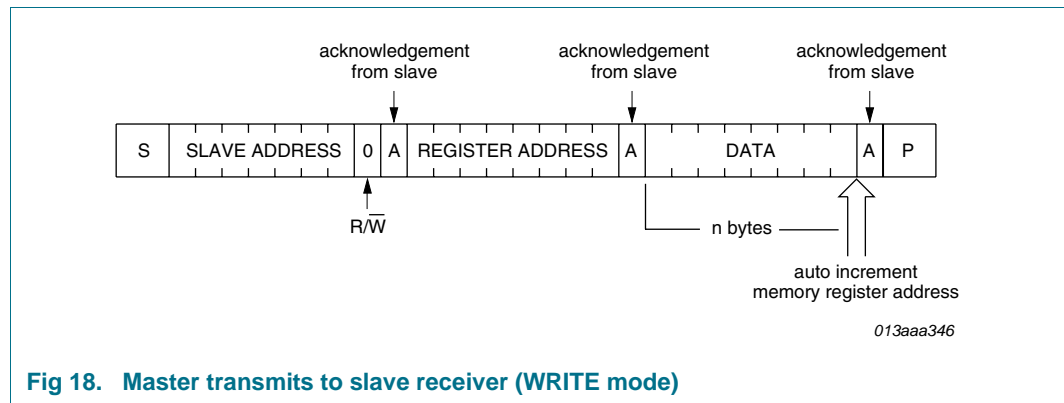 acknowledgement
from slave
acknowledgement
from slave
acknowledgement
from slave
S SLAVE ADDRESS 0 A REGISTER ADDRESS A DATA A P
R/W̅
n bytes
auto increment
memory register address
013aaa346
Fig 18. Master transmits to slave receiver (WRITE mode)